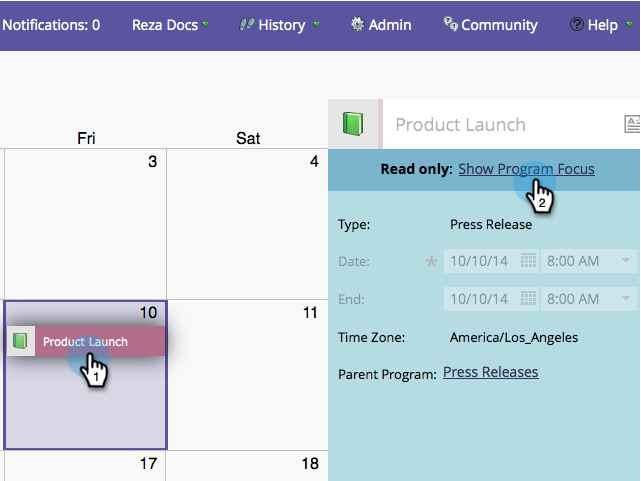 Notifications: 0 Reza Docs History Admin Community Help
Fri Sat
Product Launch
3 4
Read only: Show Program Focus
2
Type: Press Release
Date: * 10/10/14 8:00 AM
End: 10/10/14 8:00 AM
10 11
Product Launch
1
Time Zone: America/Los_Angeles
Parent Program: Press Releases
17 18